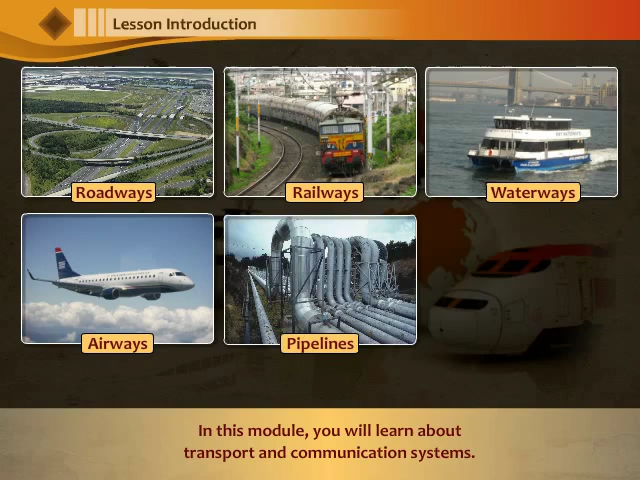 Lesson Introduction
Roadways
Railways
Waterways
Airways
Pipelines
In this module, you will learn about
transport and communication systems.